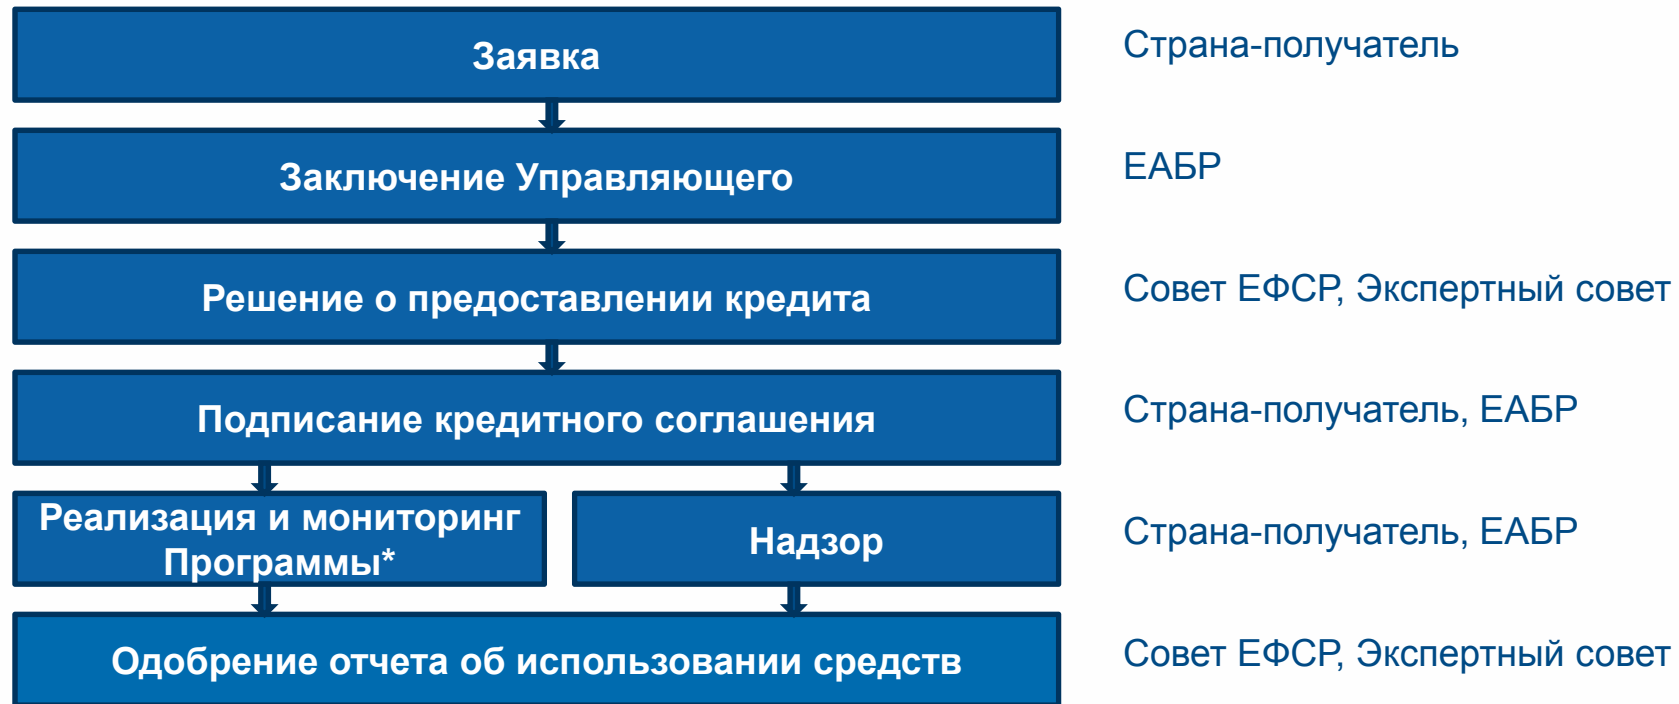 Заявка
Страна-получатель
Заключение Управляющего
ЕАБР
Решение о предоставлении кредита
Совет ЕФСР, Экспертный совет
Подписание кредитного соглашения
Страна-получатель, ЕАБР
Реализация и мониторинг
Программы*
Надзор
Страна-получатель, ЕАБР
Одобрение отчета об использовании средств
Совет ЕФСР, Экспертный совет